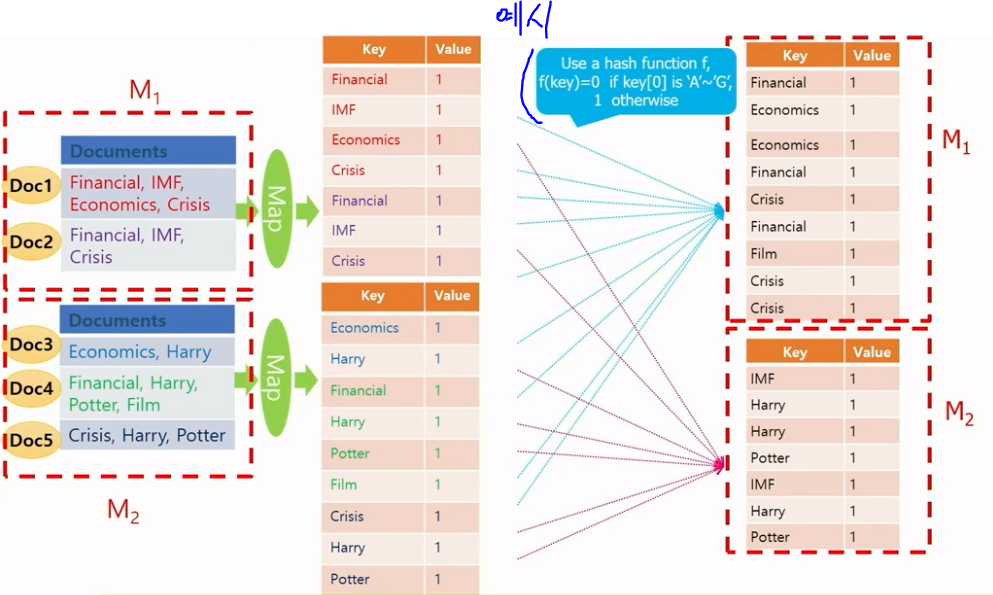 예시
M1
Documents
Doc1
Financial, IMF,
Economics, Crisis
Doc2
Financial, IMF,
Crisis
Map
Documents
Doc3
Economics, Harry
Doc4
Financial, Harry,
Potter, Film
Doc5
Crisis, Harry, Potter
Map
M2
Key Value
Financial 1
IMF 1
Economics 1
Crisis 1
Financial 1
IMF 1
Crisis 1
Key Value
Economics 1
Harry 1
Financial 1
Harry 1
Potter 1
Film 1
Crisis 1
Harry 1
Potter 1
Use a hash function f,
f(key)=0 if key[0] is ‘A’~’G’,
1 otherwise
Key Value
Financial 1
Economics 1
Economics 1
Financial 1
Crisis 1
Financial 1
Film 1
Crisis 1
Crisis 1
M1
Key Value
IMF 1
Harry 1
Harry 1
Potter 1
IMF 1
Harry 1
Potter 1
M2